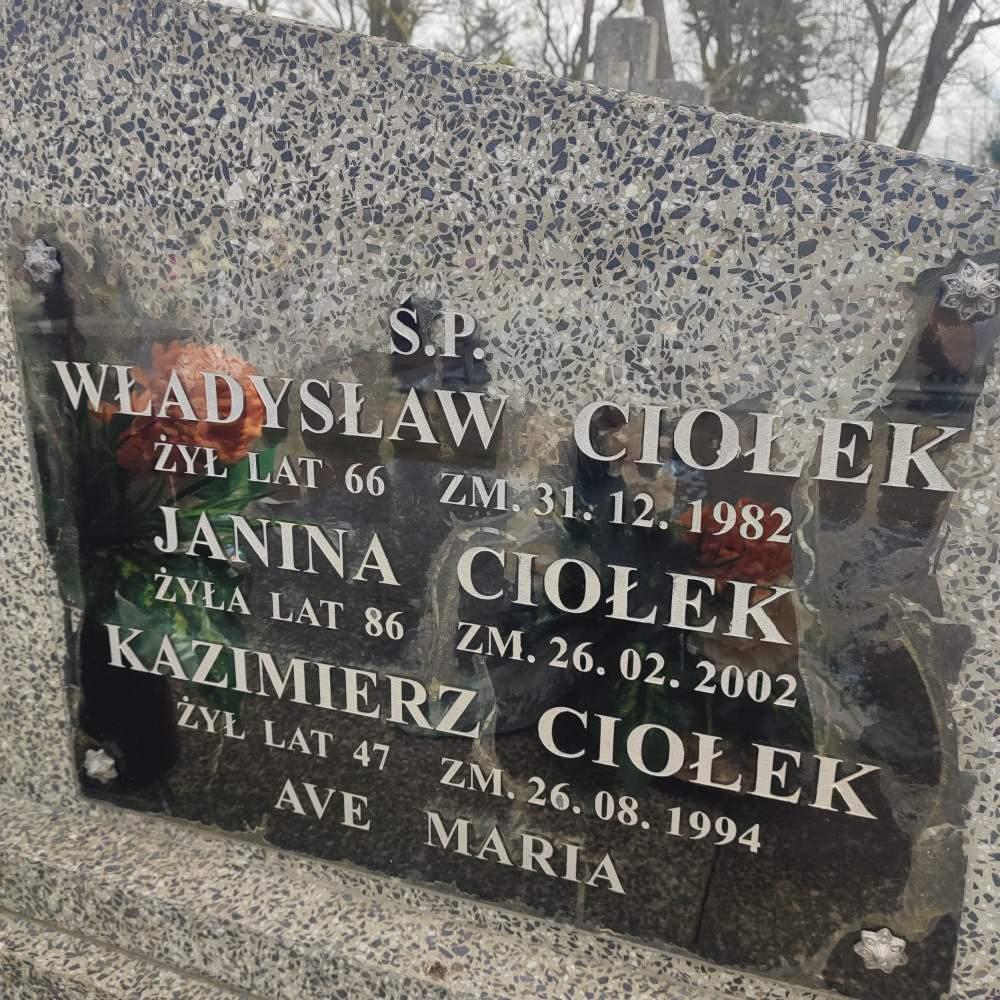 Ś.P.
WŁADYSŁAW CIOŁEK
ŻYŁ LAT 66 ZM. 31. 12. 1982
JANINA CIOŁEK
ŻYŁA LAT 86 ZM. 26. 02. 2002
KAZIMIERZ CIOŁEK
ŻYŁ LAT 47 ZM. 26. 08. 1994
AVE MARIA